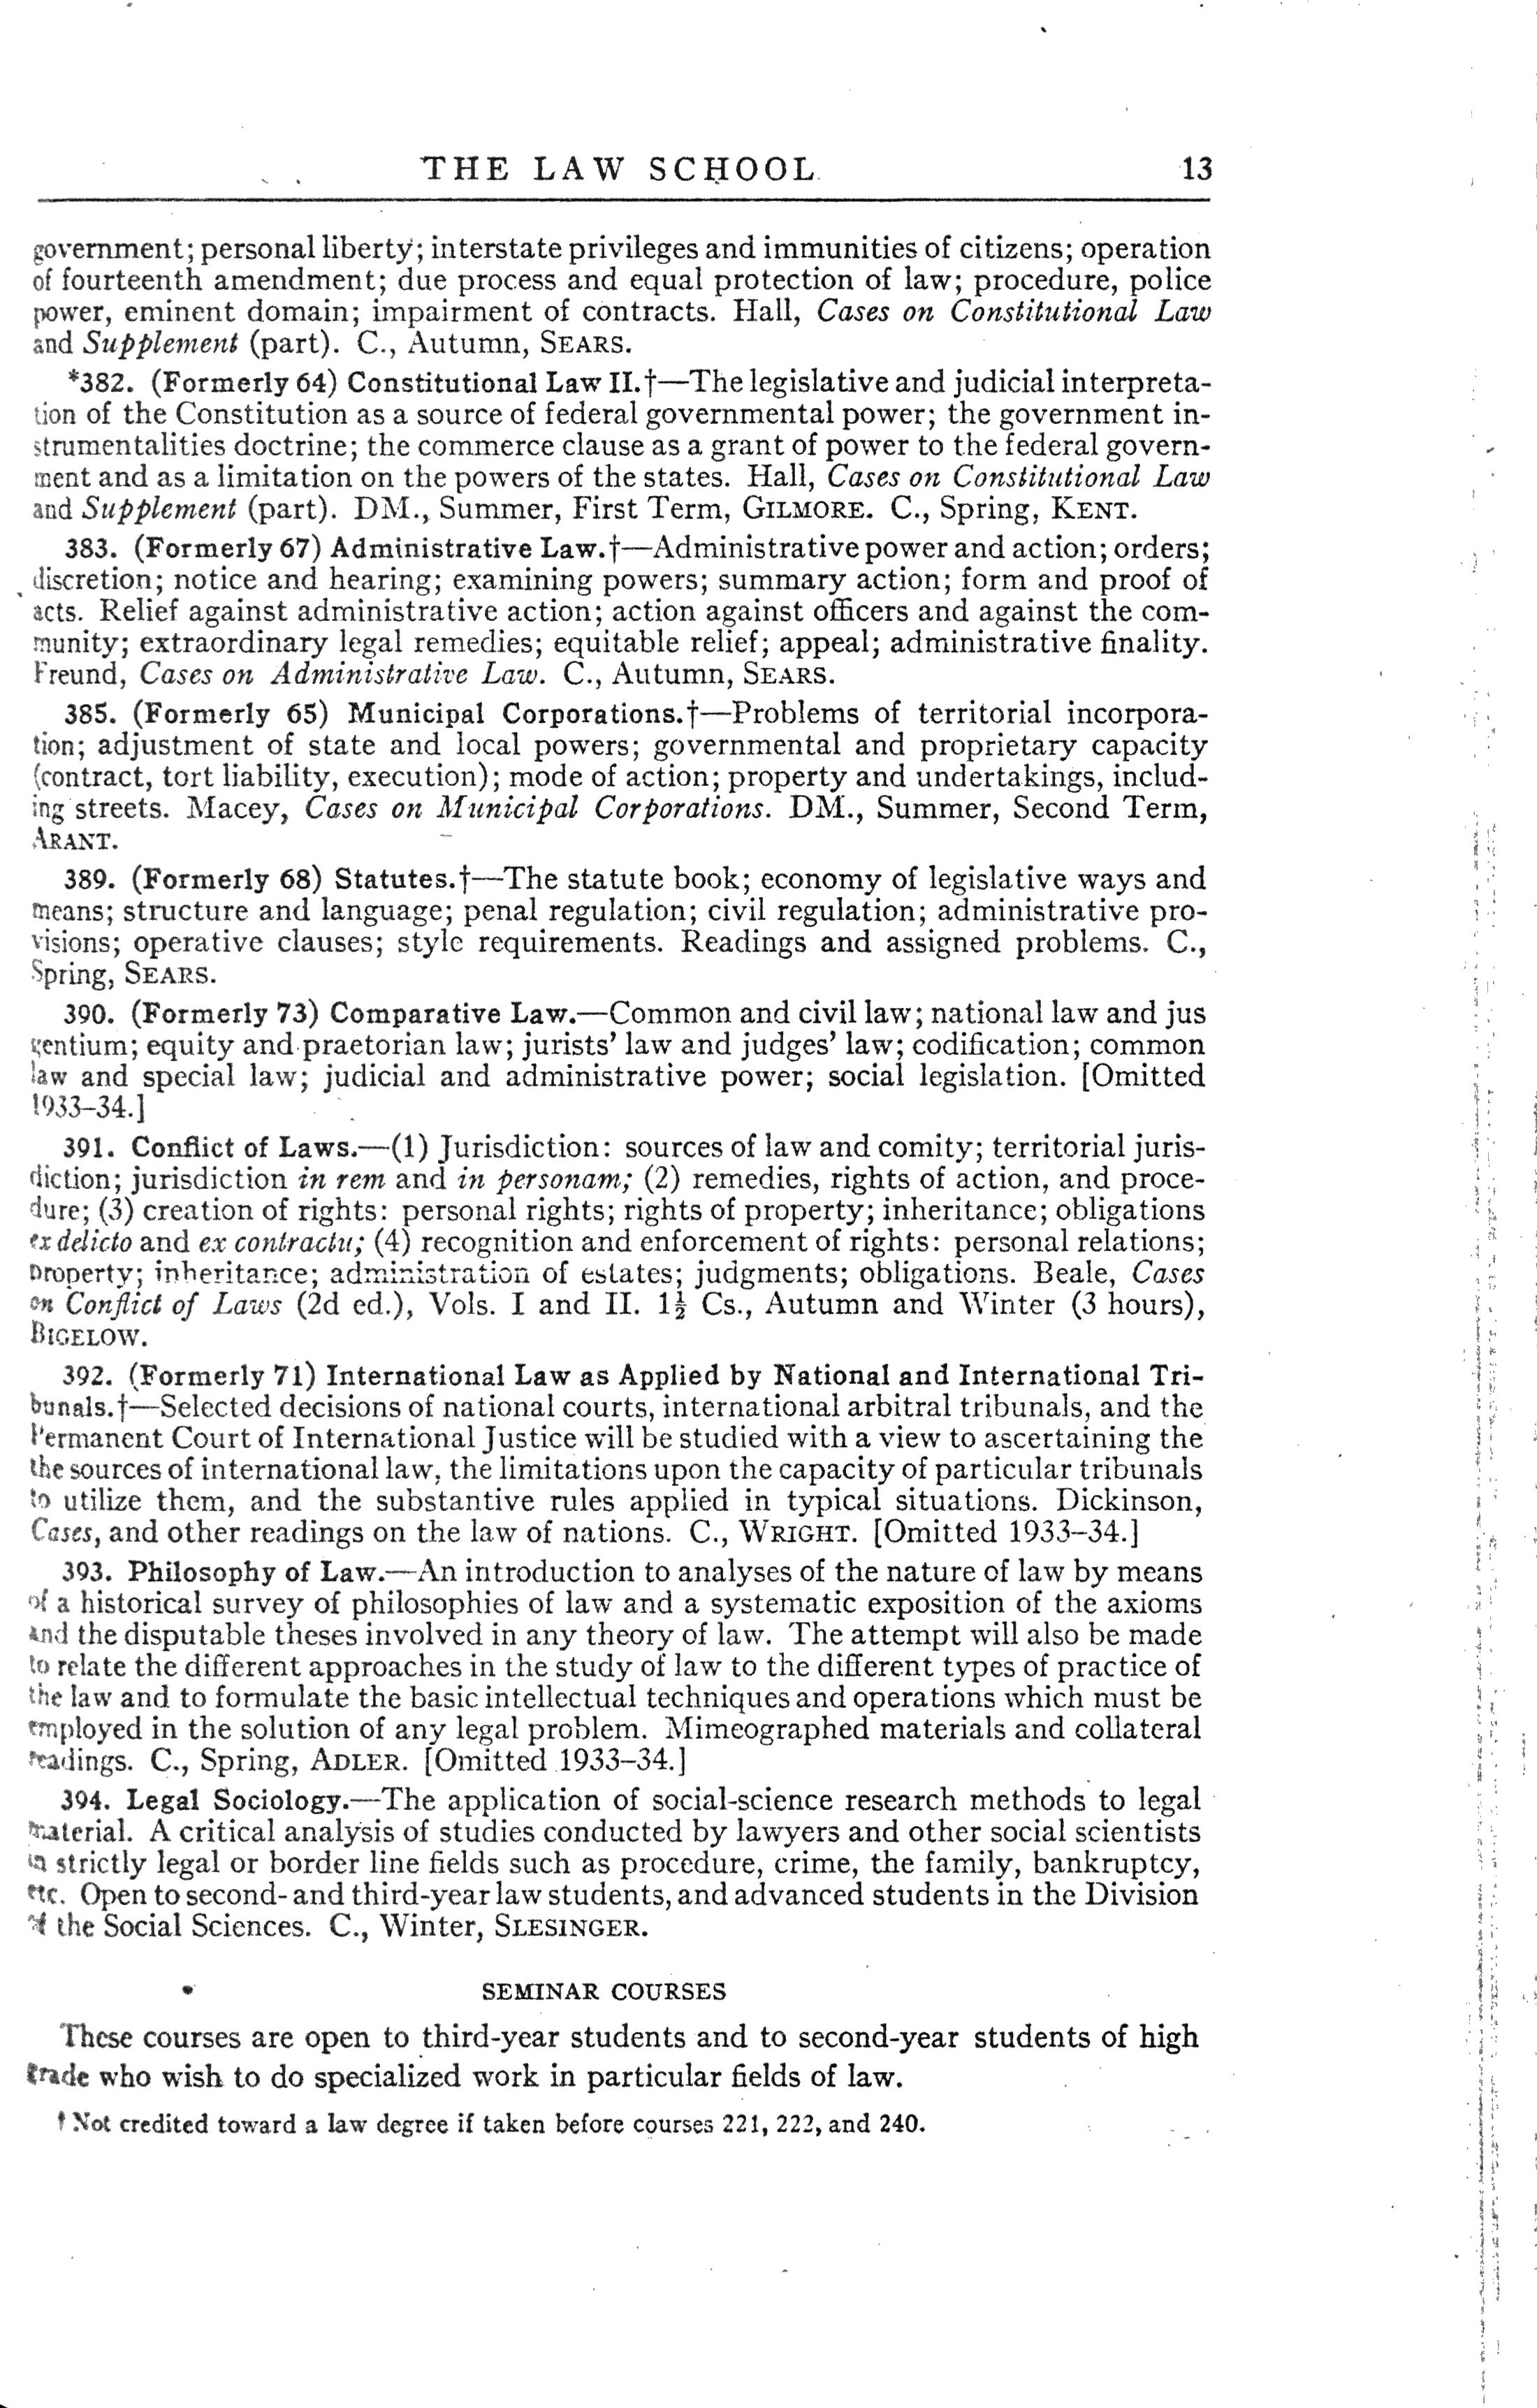 THE LAW SCHOOL 13
government; personal liberty; interstate privileges and immunities of citizens; operation
of fourteenth amendment; due process and equal protection of law; procedure, police
power, eminent domain; impairment of contracts. Hall, Cases on Constitutional Law
and Supplement (part). C., Autumn, SEARS.
*382. (Formerly 64) Constitutional Law II.†—The legislative and judicial interpreta-
tion of the Constitution as a source of federal governmental power; the government in-
strumentalities doctrine; the commerce clause as a grant of power to the federal govern-
ment and as a limitation on the powers of the states. Hall, Cases on Constitutional Law
and Supplement (part). DM., Summer, First Term, GILMORE. C., Spring, KENT.
383. (Formerly 67) Administrative Law.†—Administrative power and action; orders;
discretion; notice and hearing; examining powers; summary action; form and proof of
acts. Relief against administrative action; action against officers and against the com-
munity; extraordinary legal remedies; equitable relief; appeal; administrative finality.
Freund, Cases on Administrative Law. C., Autumn, SEARS.
385. (Formerly 65) Municipal Corporations.†—Problems of territorial incorpora-
tion; adjustment of state and local powers; governmental and proprietary capacity
(contract, tort liability, execution); mode of action; property and undertakings, includ-
ing streets. Macey, Cases on Municipal Corporations. DM., Summer, Second Term,
ARANT.
389. (Formerly 68) Statutes.†—The statute book; economy of legislative ways and
means; structure and language; penal regulation; civil regulation; administrative pro-
visions; operative clauses; style requirements. Readings and assigned problems. C.,
Spring, SEARS.
390. (Formerly 73) Comparative Law.—Common and civil law; national law and jus
gentium; equity and praetorian law; jurists' law and judges' law; codification; common
law and special law; judicial and administrative power; social legislation. [Omitted
1933–34.]
391. Conflict of Laws.—(1) Jurisdiction: sources of law and comity; territorial juris-
diction; jurisdiction in rem and in personam; (2) remedies, rights of action, and proce-
dure; (3) creation of rights: personal rights; rights of property; inheritance; obligations
ex delicto and ex contractu; (4) recognition and enforcement of rights: personal relations;
property; inheritance; administration of estates; judgments; obligations. Beale, Cases
on Conflict of Laws (2d ed.), Vols. I and II. 1½ Cs., Autumn and Winter (3 hours),
BIGELOW.
392. (Formerly 71) International Law as Applied by National and International Tri-
bunals.†—Selected decisions of national courts, international arbitral tribunals, and the
Permanent Court of International Justice will be studied with a view to ascertaining the
the sources of international law, the limitations upon the capacity of particular tribunals
to utilize them, and the substantive rules applied in typical situations. Dickinson,
Cases, and other readings on the law of nations. C., WRIGHT. [Omitted 1933–34.]
393. Philosophy of Law.—An introduction to analyses of the nature of law by means
of a historical survey of philosophies of law and a systematic exposition of the axioms
and the disputable theses involved in any theory of law. The attempt will also be made
to relate the different approaches in the study of law to the different types of practice of
the law and to formulate the basic intellectual techniques and operations which must be
employed in the solution of any legal problem. Mimeographed materials and collateral
readings. C., Spring, ADLER. [Omitted 1933–34.]
394. Legal Sociology.—The application of social-science research methods to legal
material. A critical analysis of studies conducted by lawyers and other social scientists
in strictly legal or border line fields such as procedure, crime, the family, bankruptcy,
etc. Open to second- and third-year law students, and advanced students in the Division
of the Social Sciences. C., Winter, SLESINGER.
SEMINAR COURSES
These courses are open to third-year students and to second-year students of high
grade who wish to do specialized work in particular fields of law.
† Not credited toward a law degree if taken before courses 221, 222, and 240.